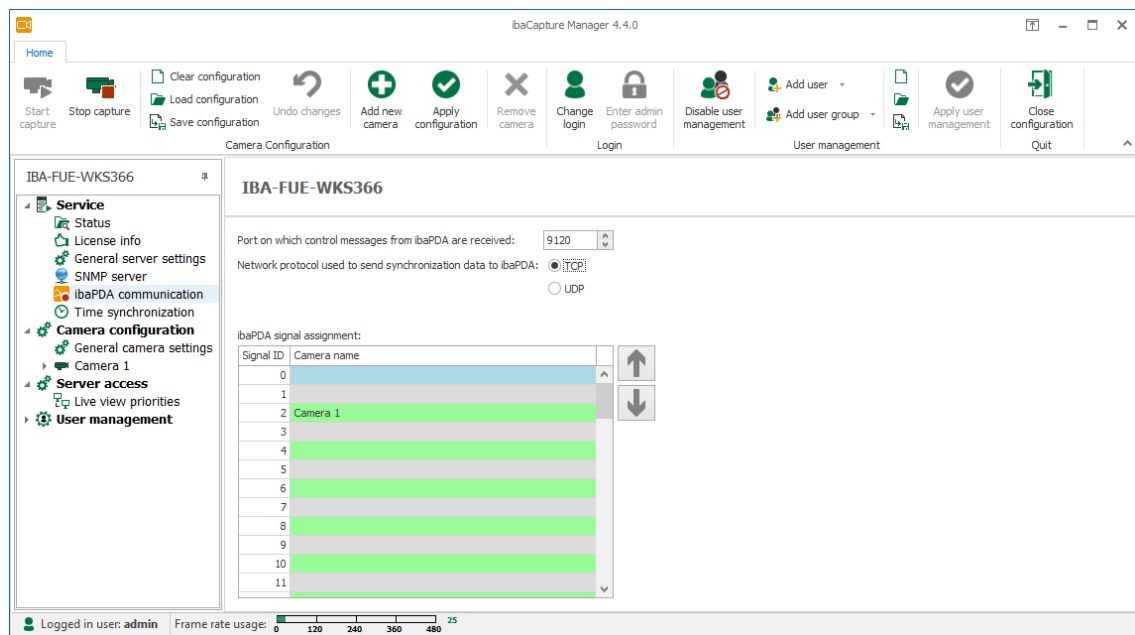 ibaCapture Manager 4.4.0
Home
Start capture
Stop capture
Clear configuration
Load configuration
Save configuration
Undo changes
Add new camera
Apply configuration
Remove camera
Change login
Enter admin password
Disable user management
Add user
Add user group
Apply user management
Close configuration
Camera Configuration
Login
User management
Quit
IBA-FUE-WKS366
Service
Status
License info
General server settings
SNMP server
ibaPDA communication
Time synchronization
Camera configuration
General camera settings
Camera 1
Server access
Live view priorities
User management
IBA-FUE-WKS366
Port on which control messages from ibaPDA are received: 9120
Network protocol used to send synchronization data to ibaPDA: TCP
UDP
ibaPDA signal assignment:
Signal ID Camera name
0
1
2 Camera 1
3
4
5
6
7
8
9
10
11
Logged in user: admin Frame rate usage: 0 120 240 360 480 25